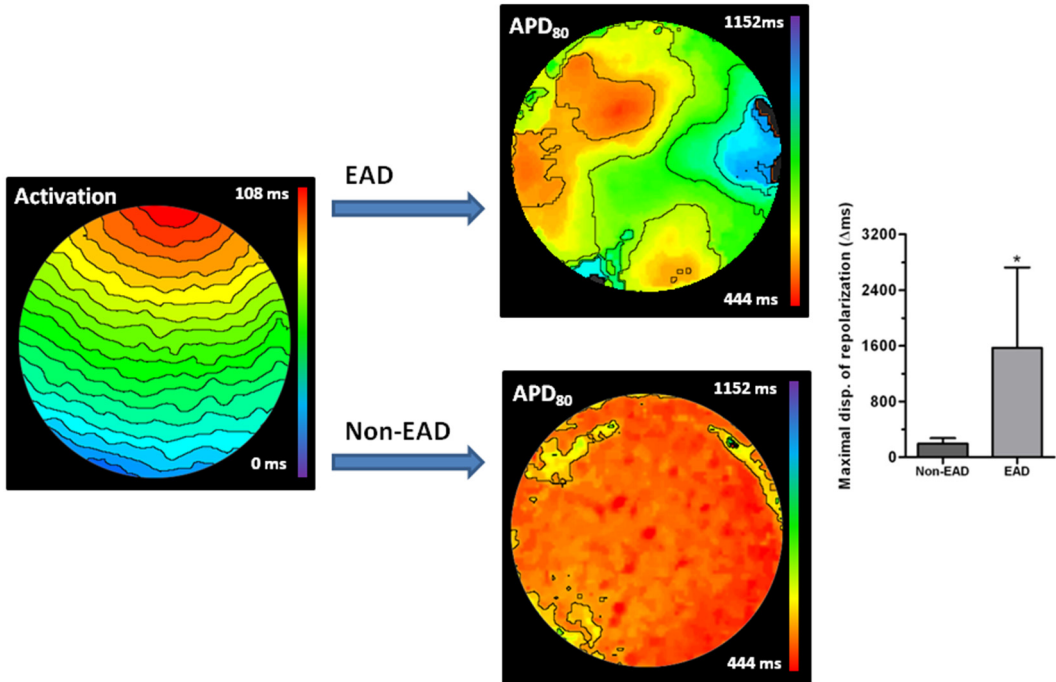 Activation
108 ms
0 ms
EAD
Non-EAD
APD80
1152ms
444 ms
APD80
1152 ms
444 ms
Maximal disp. of repolarization (Δms)
3200
2400
1600
800
0
*
Non-EAD
EAD